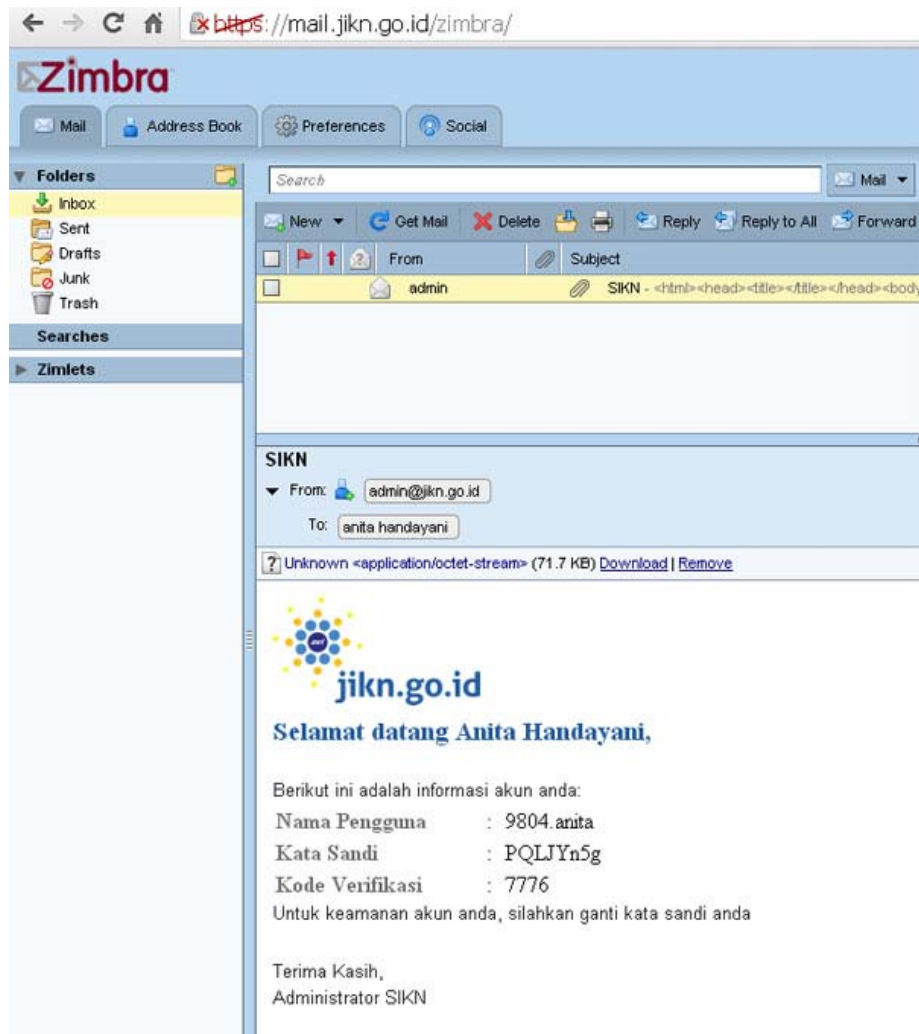 https://mail.jikn.go.id/zimbra/
Zimbra
Mail Address Book Preferences Social
Folders
Inbox
Sent
Drafts
Junk
Trash
Searches
Zimlets
Search Mail
New Get Mail Delete Reply Reply to All Forward
From Subject
admin SIKN - <html><head><title></title></head><body
SIKN
From: admin@jikn.go.id
To: anita handayani
Unknown <application/octet-stream> (71.7 KB) Download | Remove
jikn.go.id
Selamat datang Anita Handayani,
Berikut ini adalah informasi akun anda:
Nama Pengguna : 9804.anita
Kata Sandi : PQLJYn5g
Kode Verifikasi : 7776
Untuk keamanan akun anda, silahkan ganti kata sandi anda
Terima Kasih,
Administrator SIKN